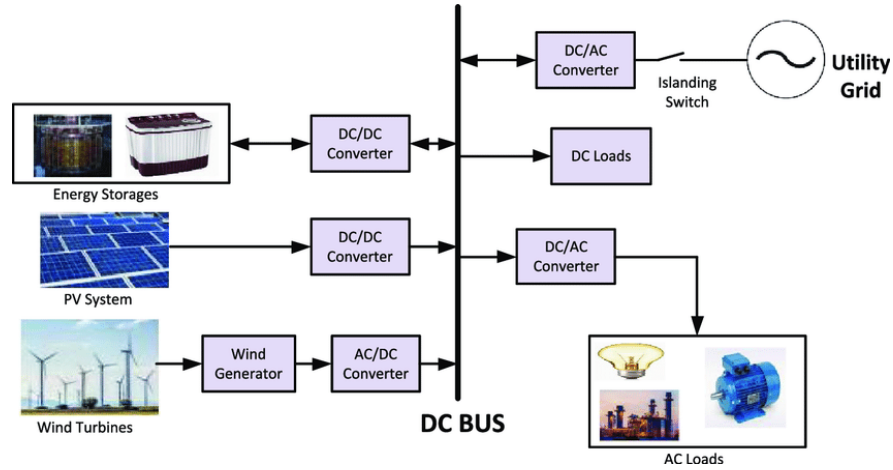 DC/AC
Converter
Islanding
Switch
Utility
Grid
DC/DC
Converter
Energy Storages
DC Loads
DC/DC
Converter
PV System
DC/AC
Converter
Wind
Generator
AC/DC
Converter
Wind Turbines
DC BUS
AC Loads